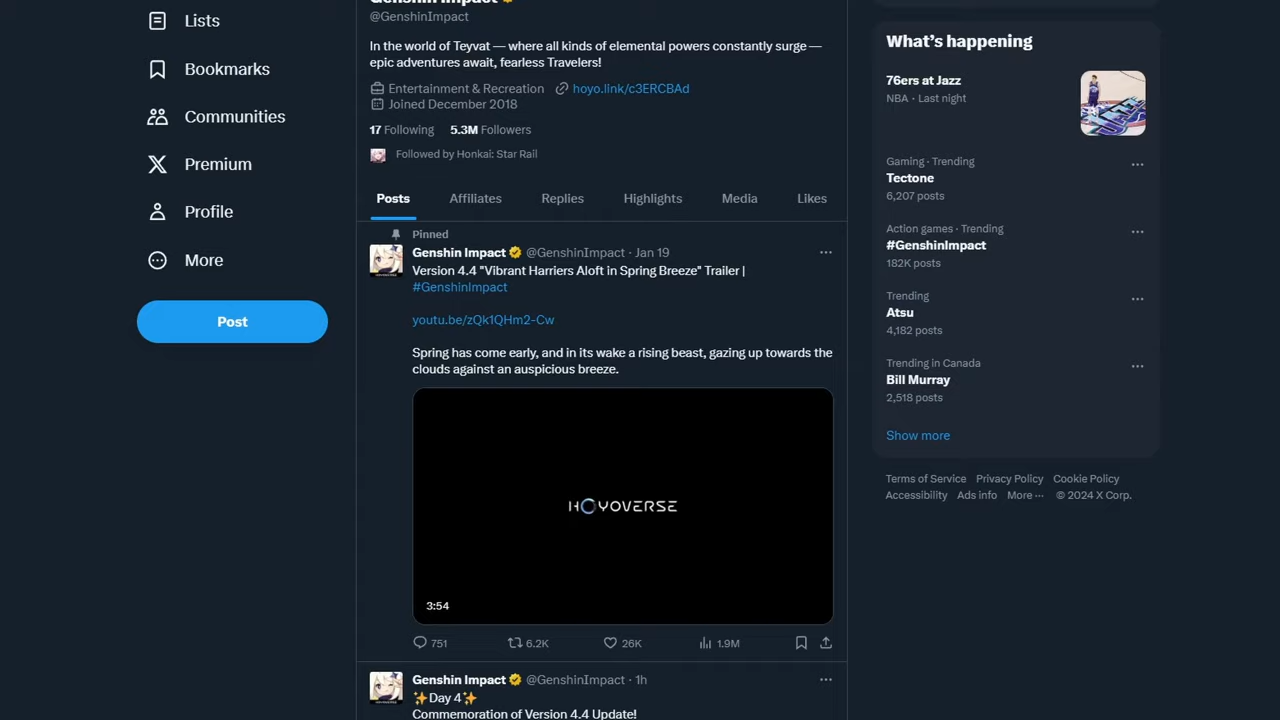 Lists
Bookmarks
Communities
Premium
Profile
More
Post
Genshin Impact
@GenshinImpact
In the world of Teyvat — where all kinds of elemental powers constantly surge —
epic adventures await, fearless Travelers!
Entertainment & Recreation hoyo.link/c3ERCBAd
Joined December 2018
17 Following 5.3M Followers
Followed by Honkai: Star Rail
Posts Affiliates Replies Highlights Media Likes
Pinned
Genshin Impact @GenshinImpact · Jan 19
Version 4.4 "Vibrant Harriers Aloft in Spring Breeze" Trailer |
#GenshinImpact
youtu.be/zQk1QHm2-Cw
Spring has come early, and in its wake a rising beast, gazing up towards the
clouds against an auspicious breeze.
HOYOVERSE
3:54
751 6.2K 26K 1.9M
Genshin Impact @GenshinImpact · 1h
✨Day 4✨
Commemoration of Version 4.4 Update!
What's happening
76ers at Jazz
NBA · Last night
Gaming · Trending
Tectone
6,207 posts
Action games · Trending
#GenshinImpact
182K posts
Trending
Atsu
4,182 posts
Trending in Canada
Bill Murray
2,518 posts
Show more
Terms of Service Privacy Policy Cookie Policy
Accessibility Ads info More ··· © 2024 X Corp.